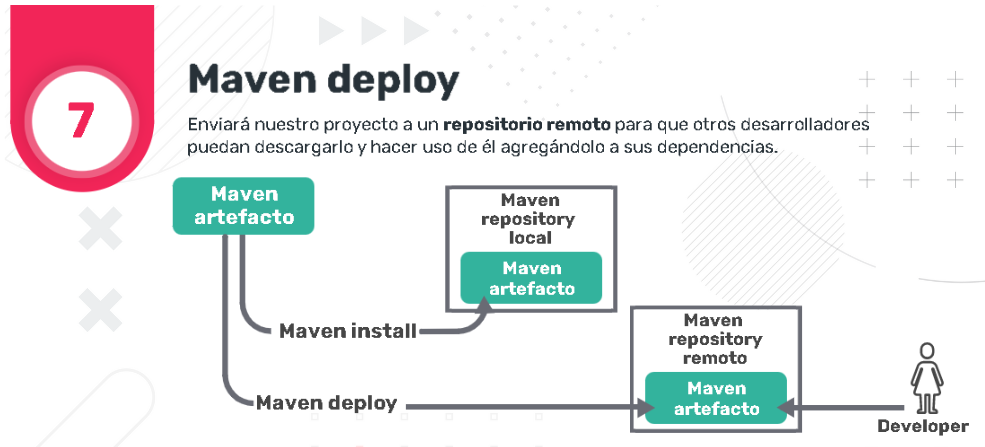 7
Maven deploy
Enviará nuestro proyecto a un repositorio remoto para que otros desarrolladores
puedan descargarlo y hacer uso de él agregándolo a sus dependencias.
Maven
artefacto
Maven
repository
local
Maven
artefacto
Maven install
Maven
repository
remoto
Maven
artefacto
Maven deploy
Developer